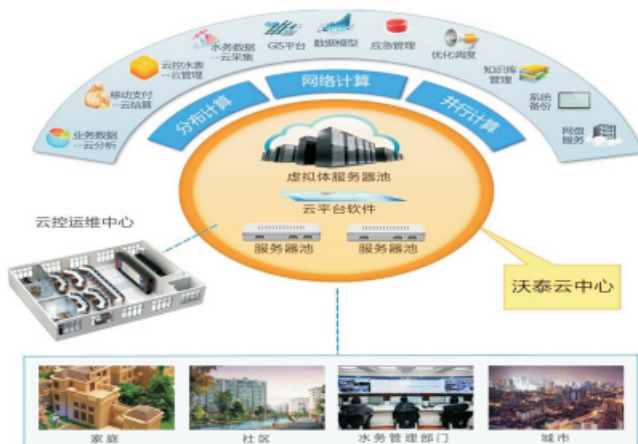 业务数据
--云分析
移动支付
--云结算
云控水表
--云管理
水务数据
--云采集
GIS平台
数据模型
应急管理
优化调度
知识库
管理
系统
备份
网盘
服务
分布计算
网络计算
并行计算
虚拟体服务器池
云平台软件
服务器池
服务器池
云控运维中心
沃泰云中心
家庭
社区
水务管理部门
城市